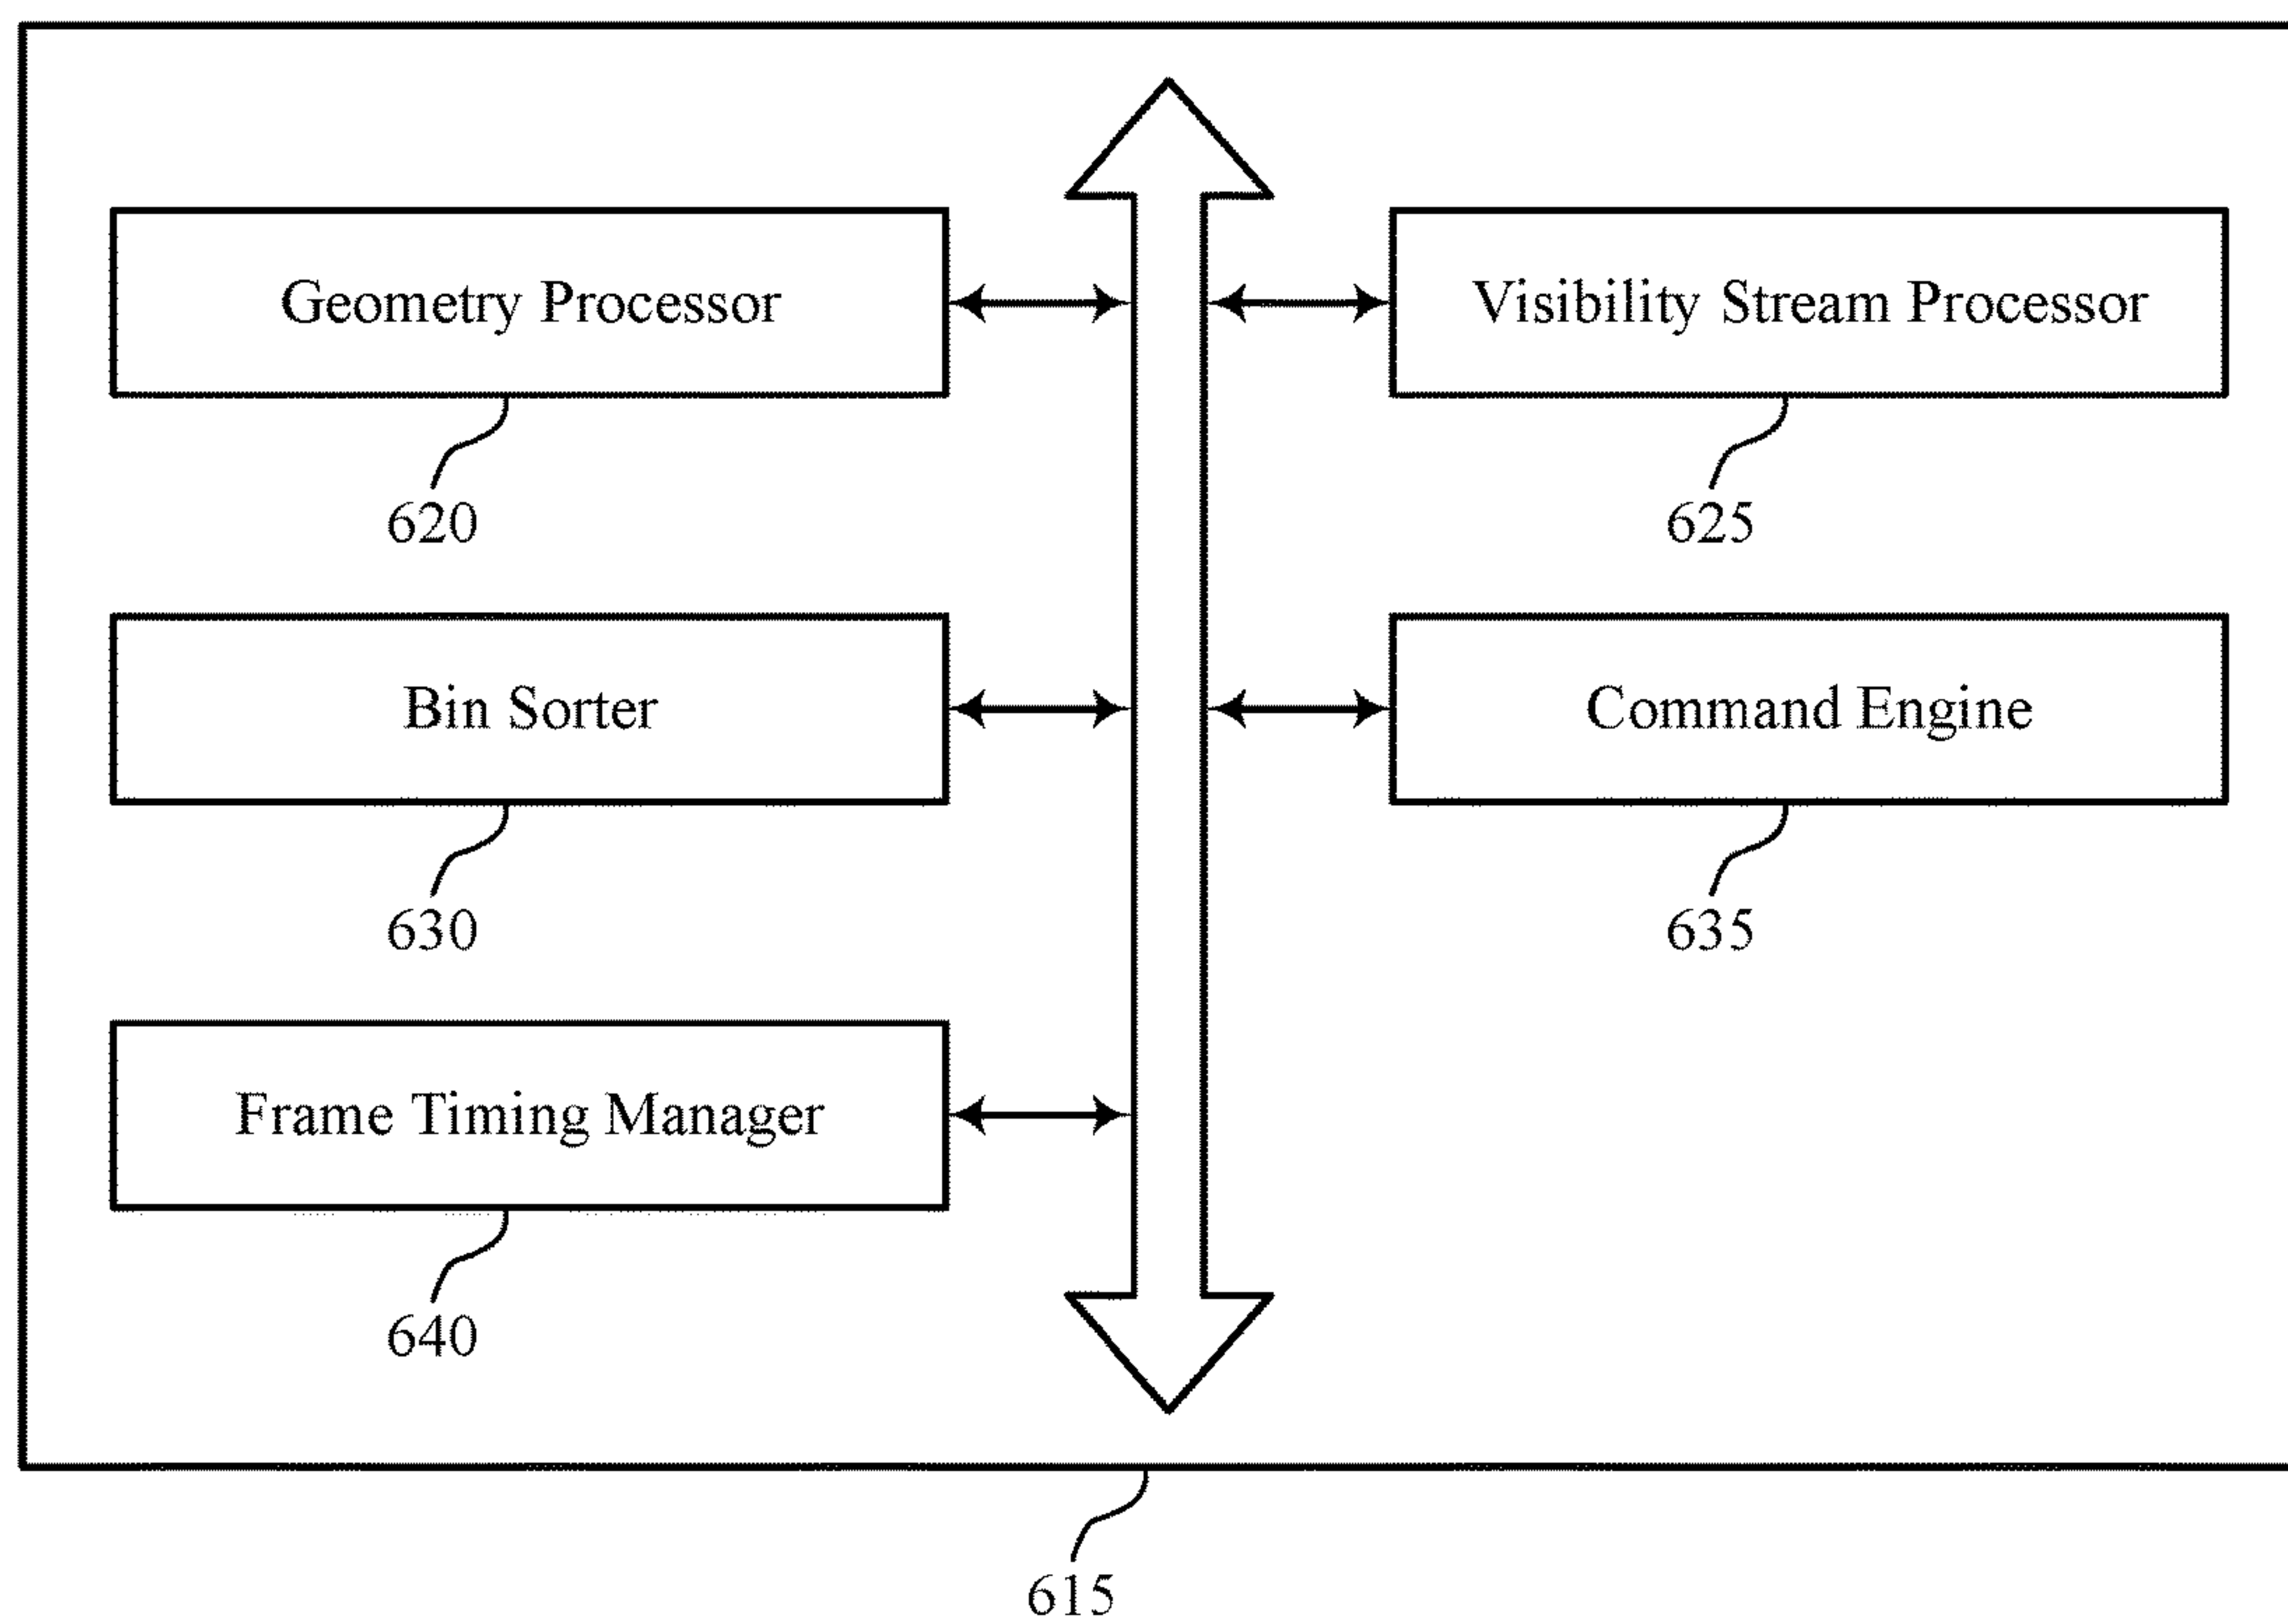 Geometry Processor
Visibility Stream Processor
620
625
Bin Sorter
Command Engine
630
635
Frame Timing Manager
640
615